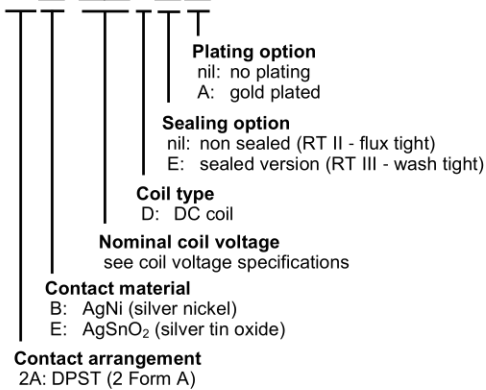 Plating option
nil: no plating
A: gold plated
Sealing option
nil: non sealed (RT II - flux tight)
E: sealed version (RT III - wash tight)
Coil type
D: DC coil
Nominal coil voltage
see coil voltage specifications
Contact material
B: AgNi (silver nickel)
E: AgSnO₂ (silver tin oxide)
Contact arrangement
2A: DPST (2 Form A)